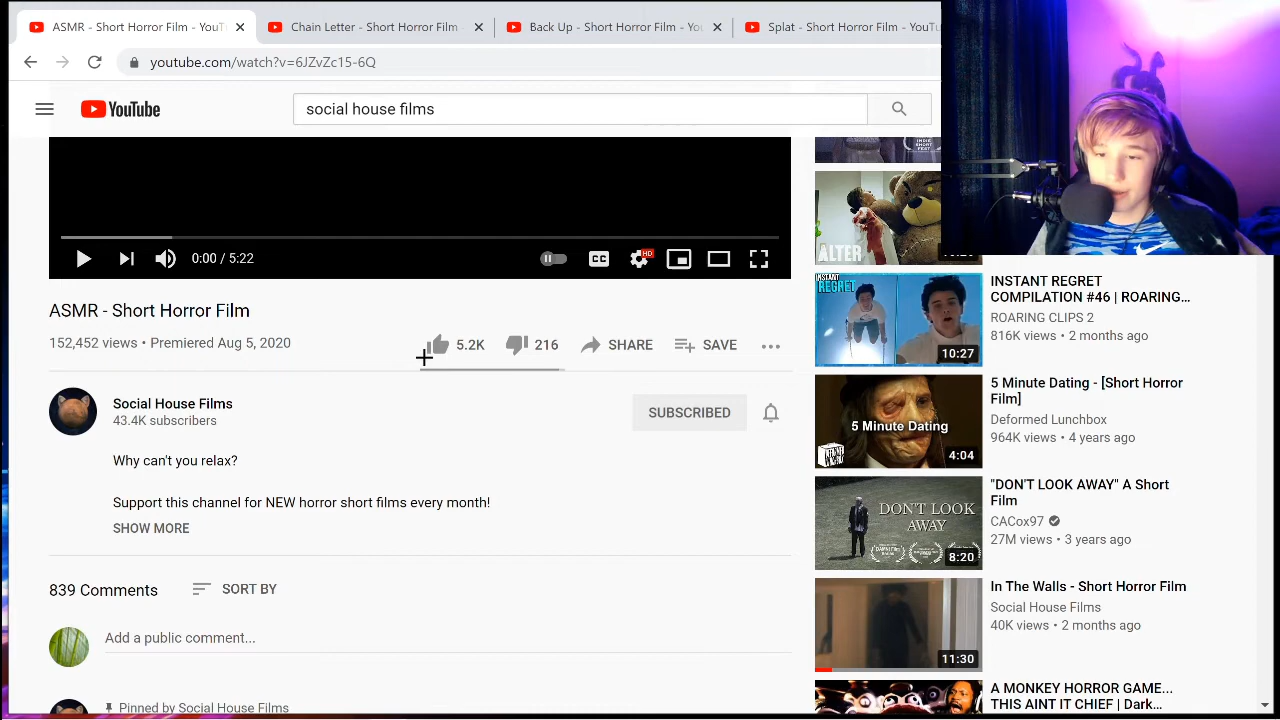 ASMR - Short Horror Film - YouT
Chain Letter - Short Horror Film
Back Up - Short Horror Film - Yo
Splat - Short Horror Film - YouTu
youtube.com/watch?v=6JZvZc15-6Q
YouTube
social house films
INDIE
SHORT
FEST
0:00 / 5:22
CC
HD
ASMR - Short Horror Film
152,452 views • Premiered Aug 5, 2020
5.2K
216
SHARE
SAVE
Social House Films
43.4K subscribers
SUBSCRIBED
Why can't you relax?
Support this channel for NEW horror short films every month!
SHOW MORE
839 Comments
SORT BY
Add a public comment...
Pinned by Social House Films
ALTER
INSTANT
REGRET
10:27
INSTANT REGRET
COMPILATION #46 | ROARING...
ROARING CLIPS 2
816K views • 2 months ago
5 Minute Dating
4:04
5 Minute Dating - [Short Horror
Film]
Deformed Lunchbox
964K views • 4 years ago
DON'T LOOK
AWAY
8:20
"DON'T LOOK AWAY" A Short
Film
CACox97
27M views • 3 years ago
11:30
In The Walls - Short Horror Film
Social House Films
40K views • 2 months ago
A MONKEY HORROR GAME...
THIS AINT IT CHIEF | Dark...